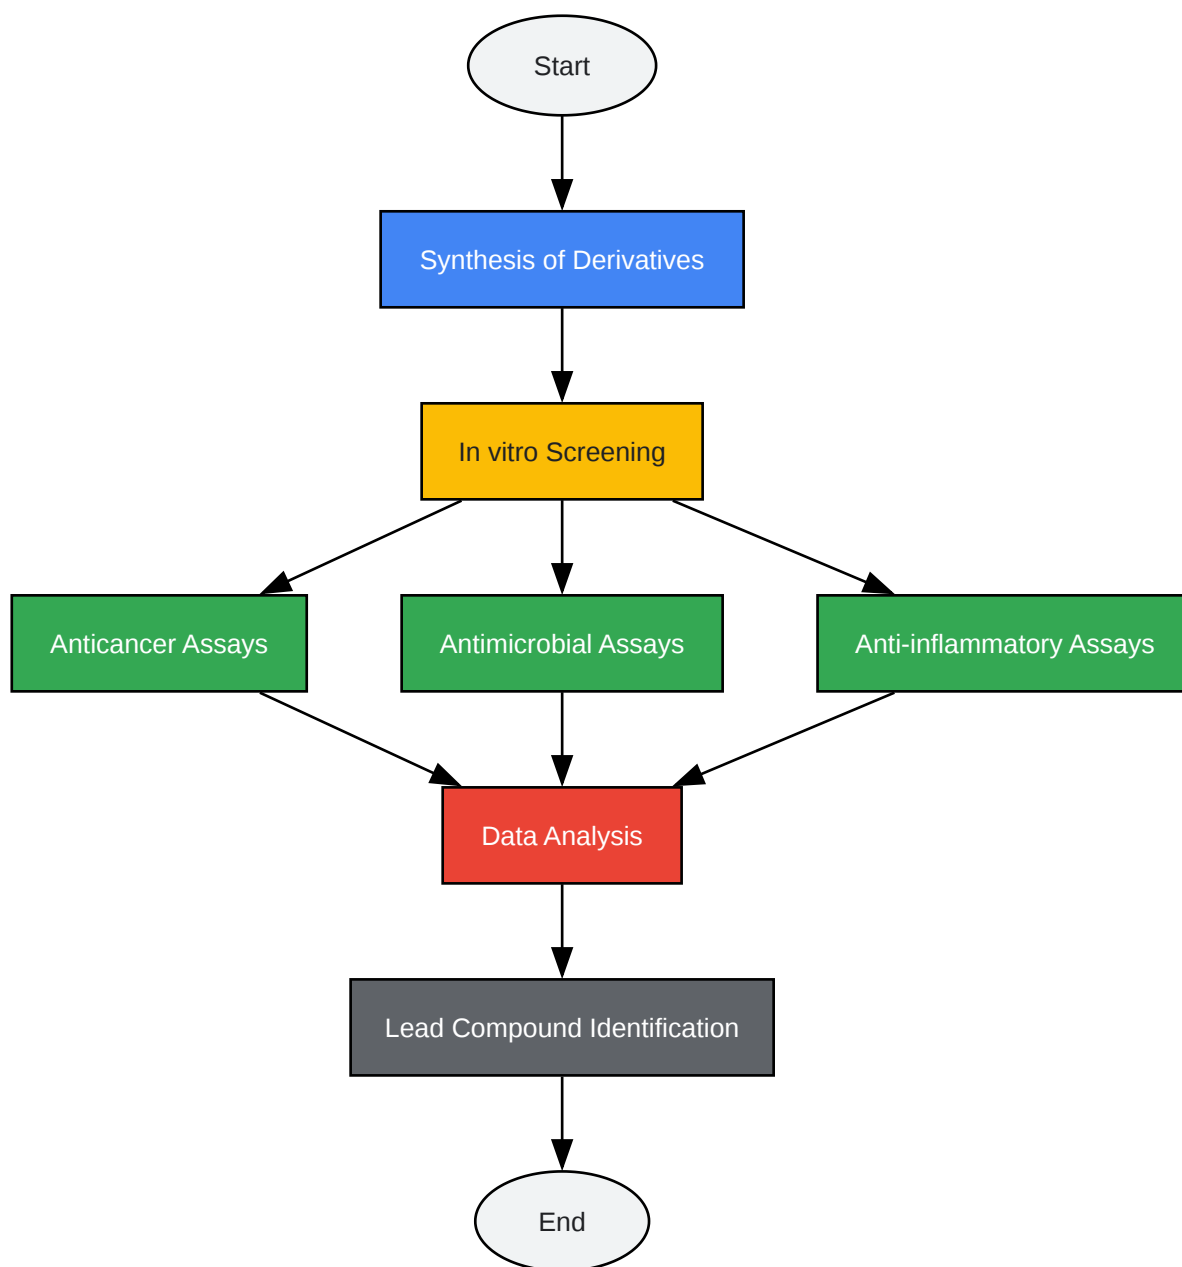 Start
Synthesis of Derivatives
In vitro Screening
Anticancer Assays
Antimicrobial Assays
Anti-inflammatory Assays
Data Analysis
Lead Compound Identification
End